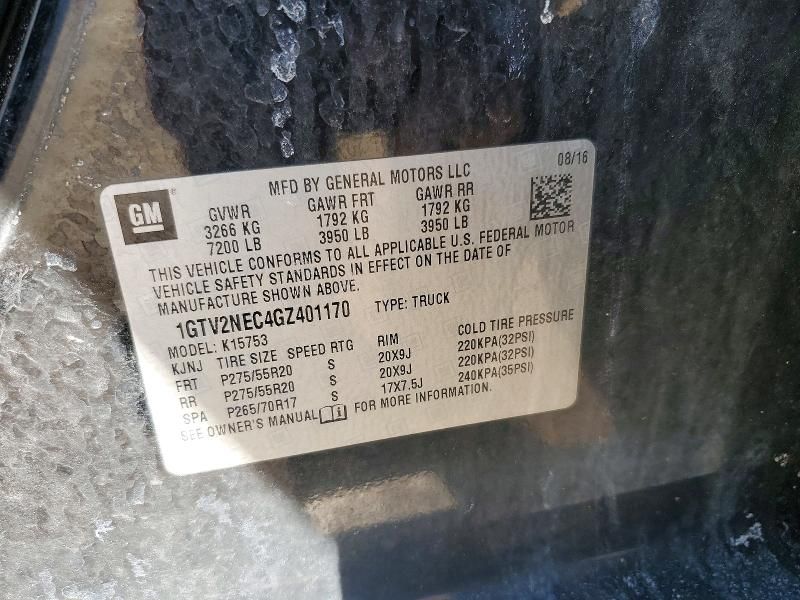 08/16
MFD BY GENERAL MOTORS LLC
GM®
GVWR GAWR FRT GAWR RR
3266 KG 1792 KG 1792 KG
7200 LB 3950 LB 3950 LB
THIS VEHICLE CONFORMS TO ALL APPLICABLE U.S. FEDERAL MOTOR
VEHICLE SAFETY STANDARDS IN EFFECT ON THE DATE OF
MANUFACTURE SHOWN ABOVE.
1GTV2NEC4GZ401170 TYPE: TRUCK
MODEL: K15753
KJNJ TIRE SIZE SPEED RTG RIM COLD TIRE PRESSURE
FRT P275/55R20 S 20X9J 220KPA(32PSI)
RR P275/55R20 S 20X9J 220KPA(32PSI)
SPA P265/70R17 S 17X7.5J 240KPA(35PSI)
SEE OWNER'S MANUAL FOR MORE INFORMATION.